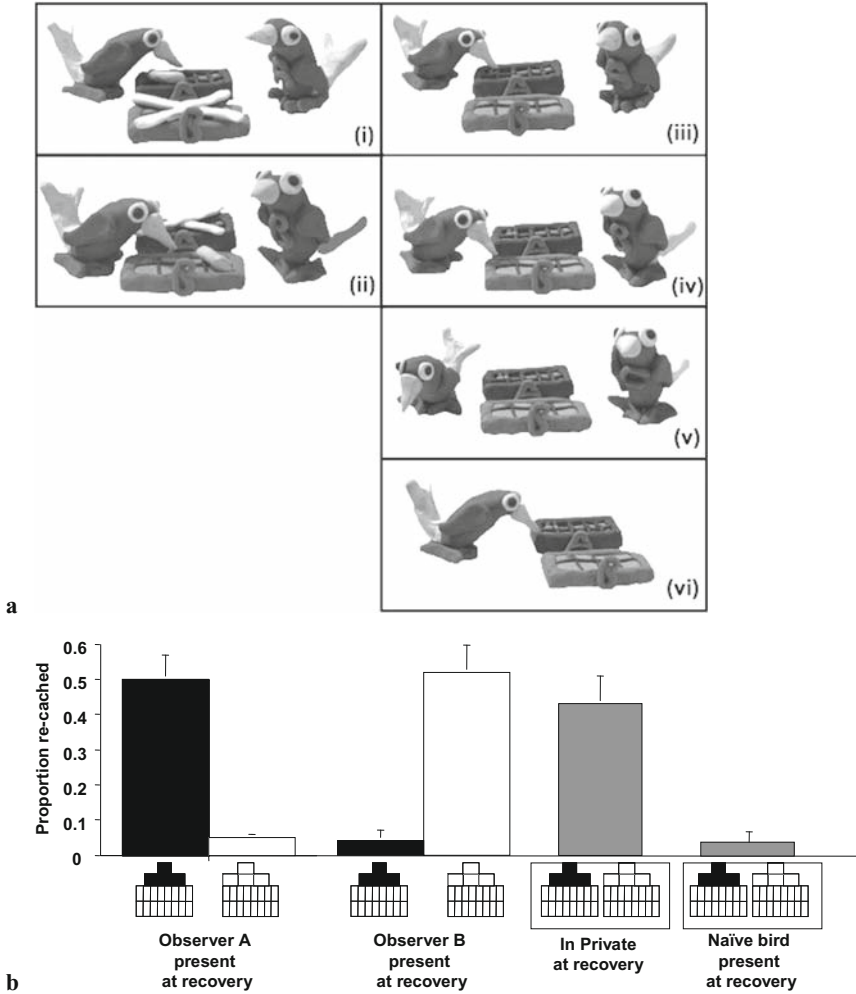 A
B
(i)
(iii)
A
B
(ii)
A
B
(iv)
A
B
(v)
A
B
(vi)
a
0.6
0.5
0.4
0.3
0.2
0.1
0
Proportion re-cached
Observer A
present
at recovery
Observer B
present
at recovery
In Private
at recovery
Naïve bird
present
at recovery
b